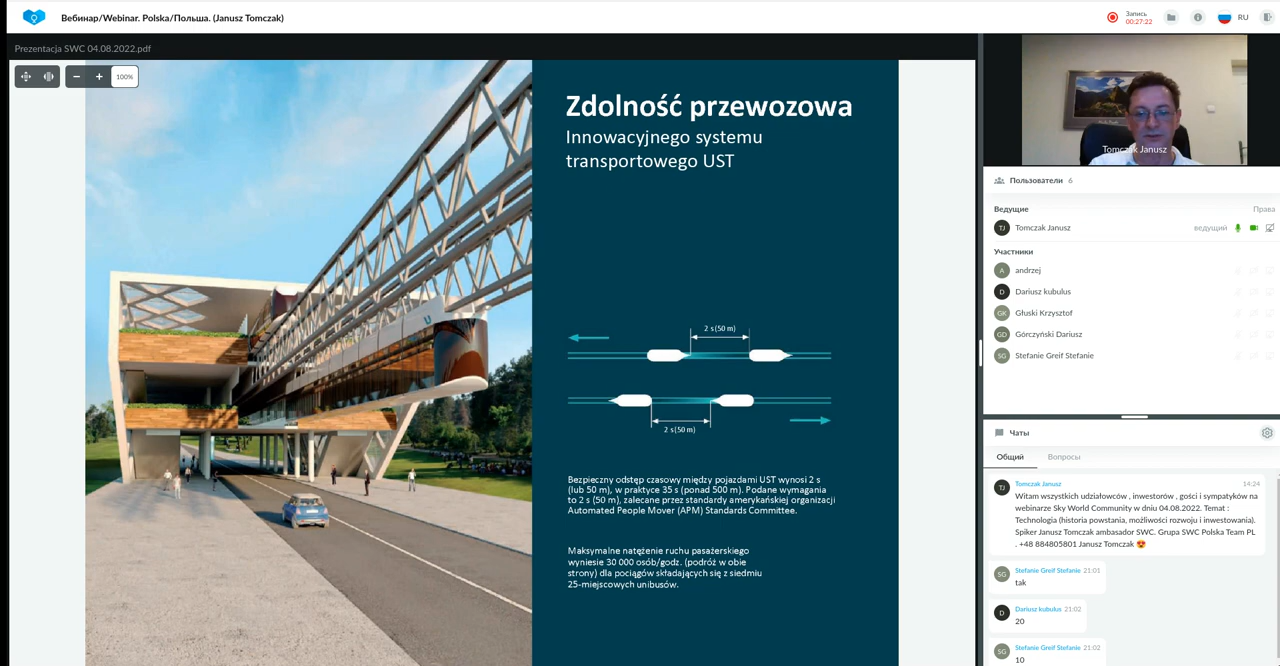 Вебинар/Webinar. Polska/Польша. (Janusz Tomczak)
Запись
00:27:22
RU
Prezentacja SWC 04.08.2022.pdf
100%
Zdolność przewozowa
Innowacyjnego systemu
transportowego UST
2 s (50 m)
2 s (50 m)
Bezpieczny odstęp czasowy między pojazdami UST wynosi 2 s
(lub 50 m), w praktyce 35 s (ponad 500 m). Podane wymagania
to 2 s (50 m), zalecane przez standardy amerykańskiej organizacji
Automated People Mover (APM) Standards Committee.
Maksymalne natężenie ruchu pasażerskiego
wyniesie 30 000 osób/godz. (podróż w obie
strony) dla pociągów składających się z siedmiu
25-miejscowych unibusów.
Tomczak Janusz
Пользователи 6
Ведущие Права
TJ Tomczak Janusz ведущий
Участники
A andrzej
D Dariusz kubulus
GK Głuski Krzysztof
GD Górczyński Dariusz
SG Stefanie Greif Stefanie
Чаты
Общий Вопросы
TJ Tomczak Janusz 14:24
Witam wszystkich udziałowców , inwestorów , gości i sympatyków na
webinarze Sky World Community w dniu 04.08.2022. Temat :
Technologia (historia powstania, możliwości rozwoju i inwestowania).
Spiker Janusz Tomczak ambasador SWC. Grupa SWC Polska Team PL
. +48 884805801 Janusz Tomczak 😍
SG Stefanie Greif Stefanie 21:01
tak
D Dariusz kubulus 21:02
20
SG Stefanie Greif Stefanie 21:02
10